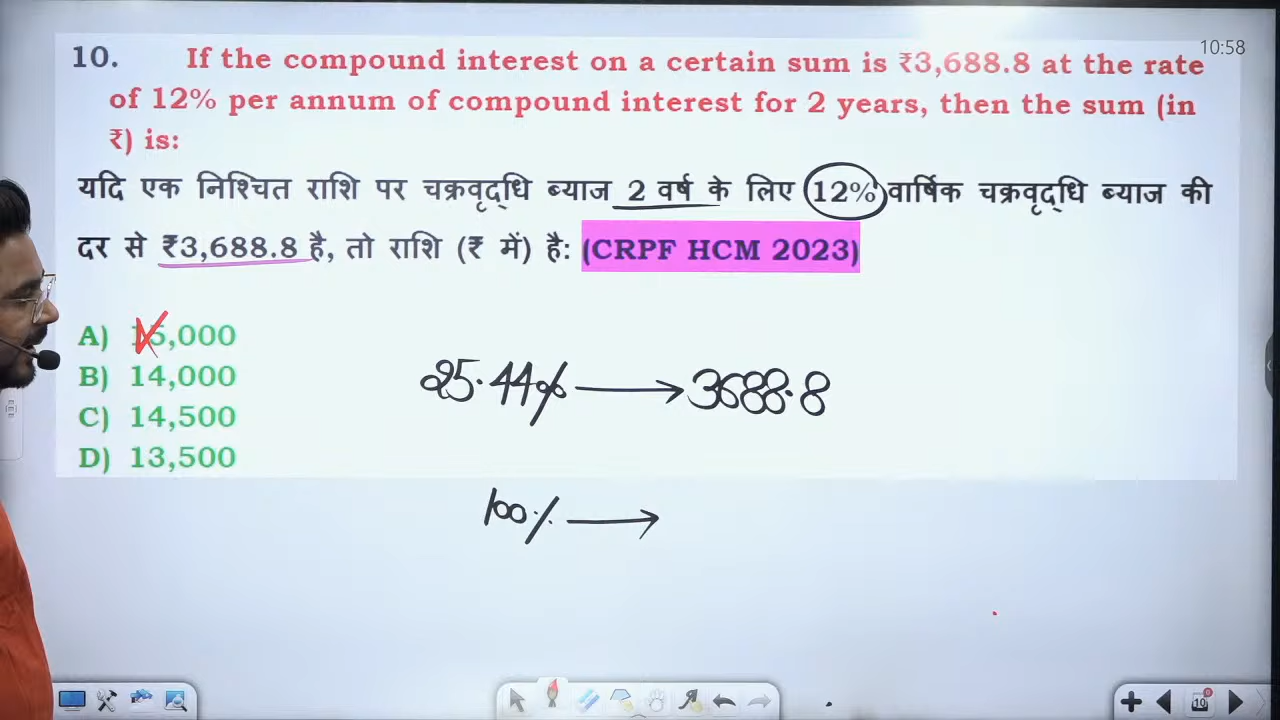 10:58
10. If the compound interest on a certain sum is ₹3,688.8 at the rate
of 12% per annum of compound interest for 2 years, then the sum (in
₹) is:
यदि एक निश्चित राशि पर चक्रवृद्धि ब्याज 2 वर्ष के लिए 12% वार्षिक चक्रवृद्धि ब्याज की
दर से ₹3,688.8 है, तो राशि (₹ में) है: (CRPF HCM 2023)
A) 15,000
B) 14,000
C) 14,500
D) 13,500
25.44% → 3688.8
100% →
10